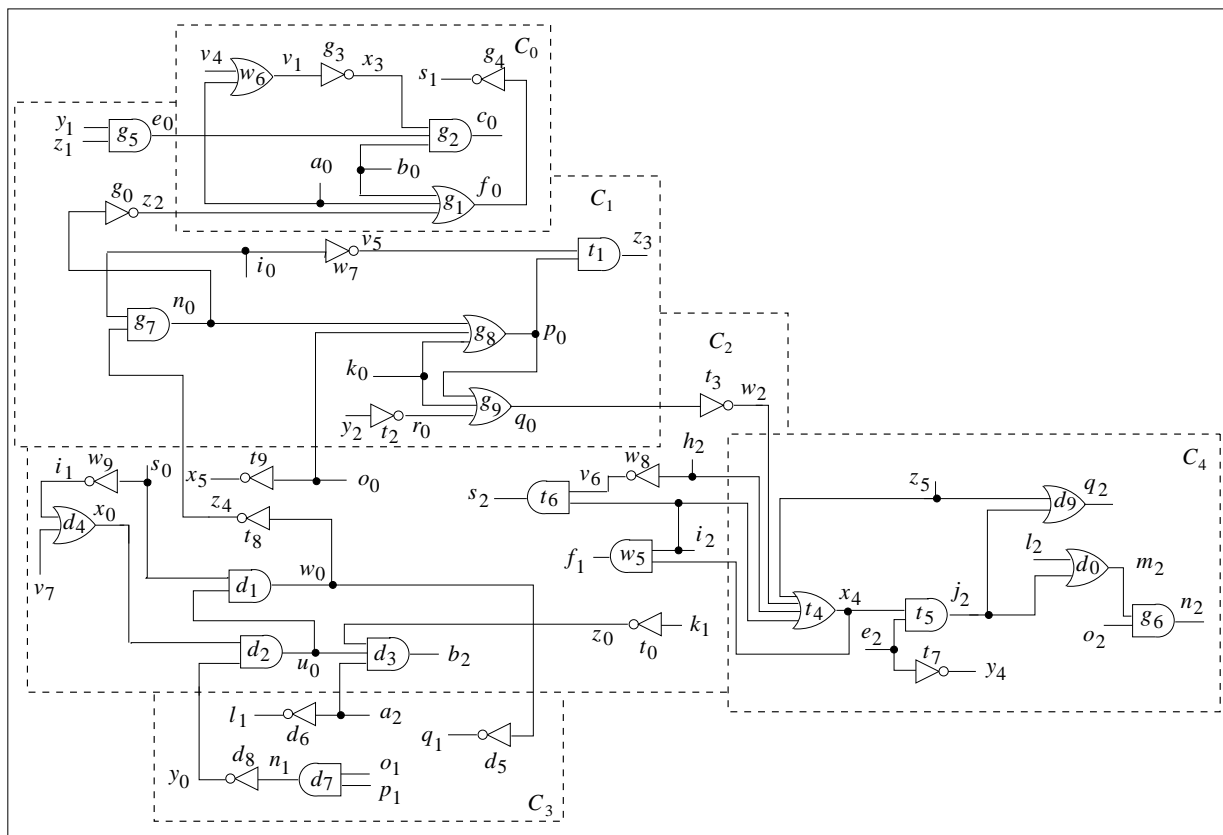 v4 w6 v1 g3 x3 g4 C0
s1
y1 z1 g5 e0 g2 c0
a0 b0 f0
g0 z2 g1 C1
i0 w7 v5 t1 z3
g7 n0 g8 p0 C2
k0 g9 t3 w2
y2 t2 r0 q0 h2 C4
i1 w9 s0 x5 t9 o0 v6 w8 z5 q2
s2 t6 d9
d4 x0 z4 t8 i2 l2 d0 m2
v7 w0 f1 w5 x4 j2 n2
d1 z0 t0 k1 t4 t5 g6 o2
d2 u0 d3 b2 e2 t7 y4
l1 d6 a2 q1 d5
y0 d8 n1 d7 o1 p1 C3